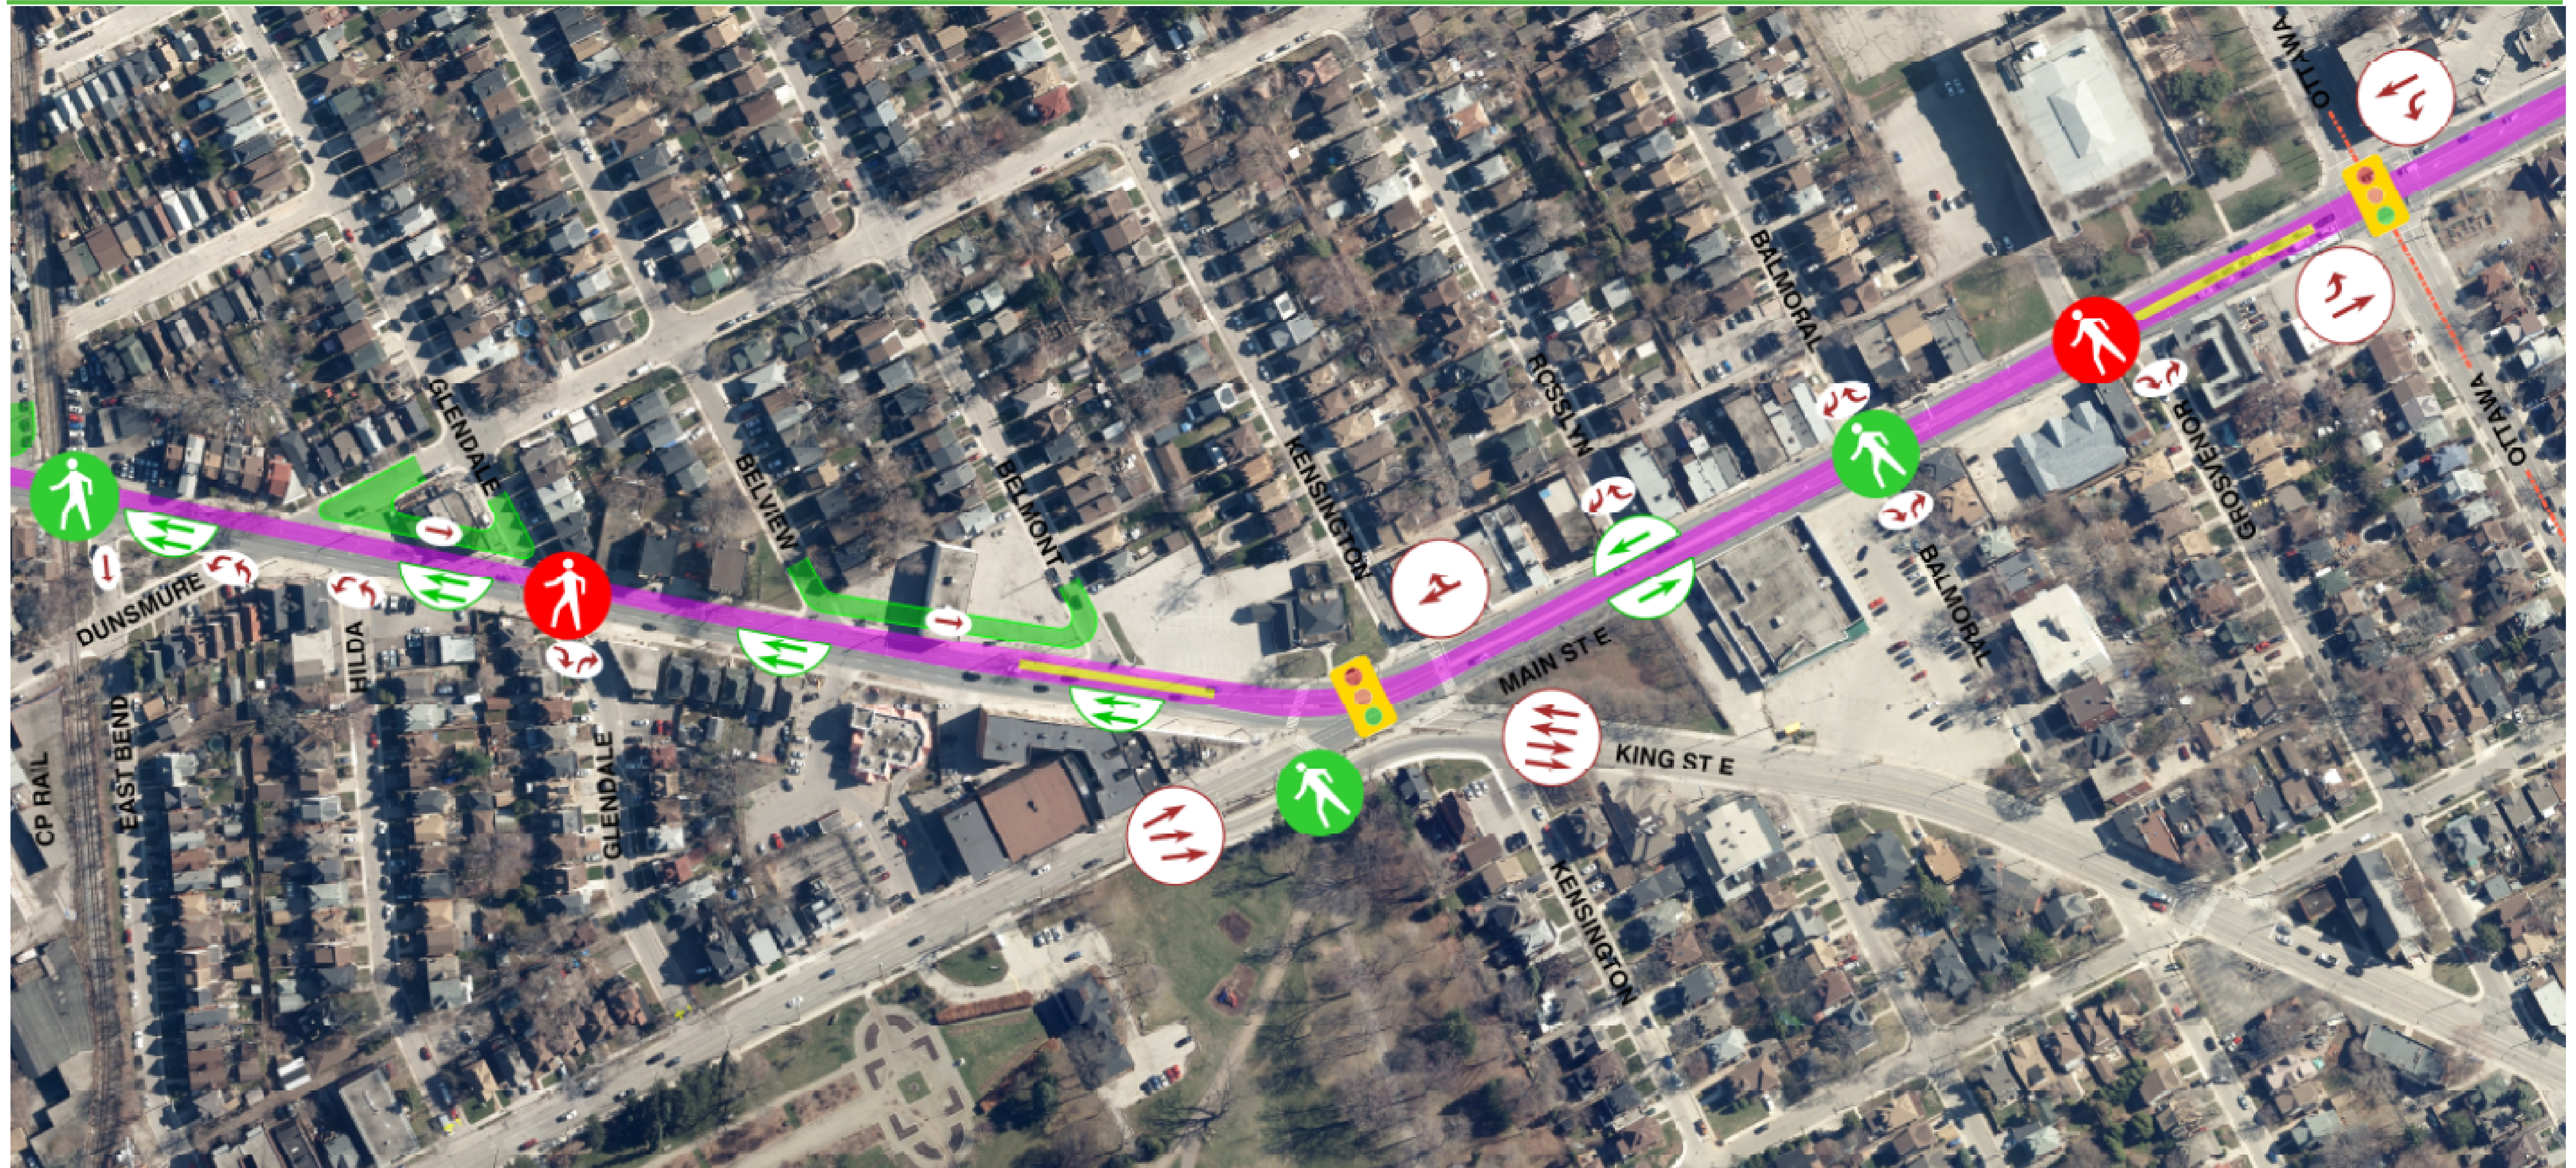 OTTAWA
BALMORAL
ROSSLYN
GLENDALE
OTTAWA
GROSVENOR
KENSINGTON
BELVIEW
BELMONT
BALMORAL
DUNSMURE
HILDA
MAIN ST E
KING ST E
EAST BEND
GLENDALE
CP RAIL
KENSINGTON